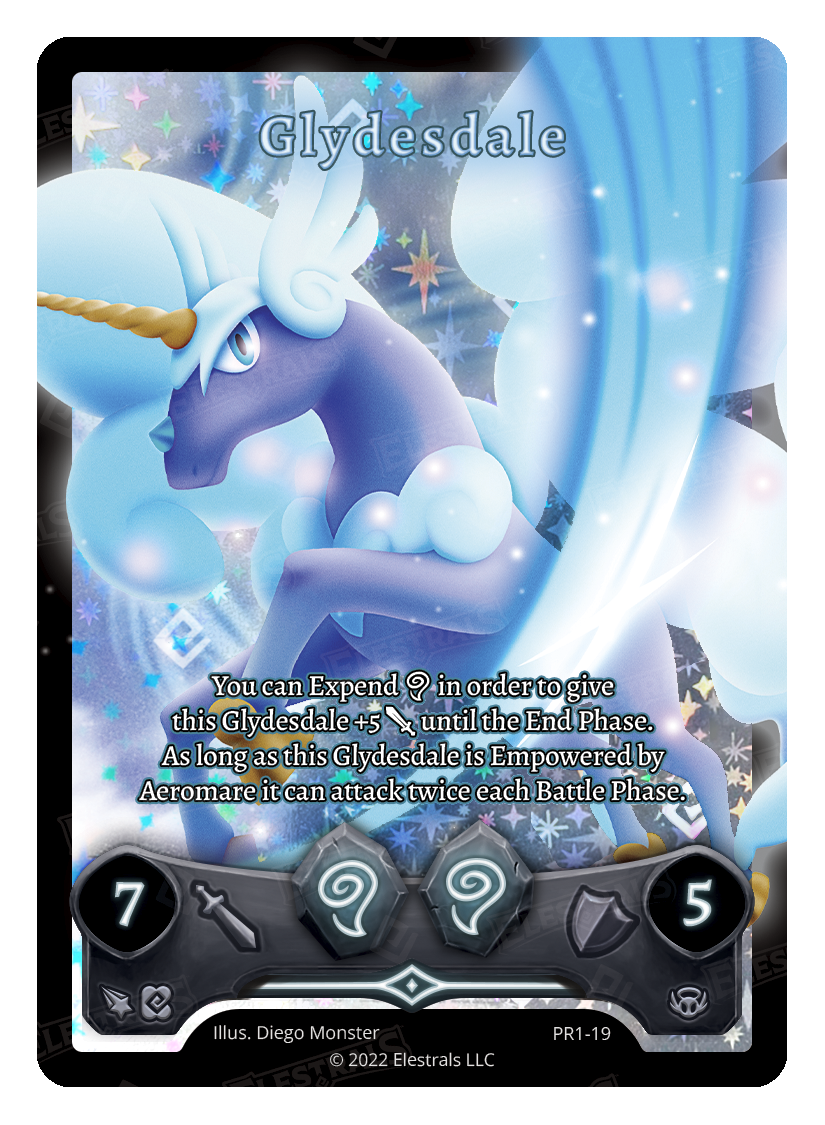 Glydesdale
You can Expend in order to give
this Glydesdale +5 until the End Phase.
As long as this Glydesdale is Empowered by
Aeromare it can attack twice each Battle Phase.
7
5
Illus. Diego Monster
PR1-19
© 2022 Elestrals LLC